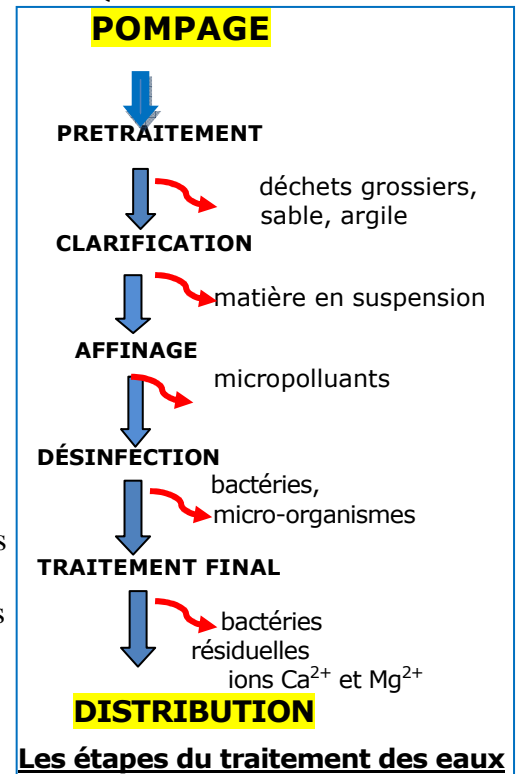 POMPAGE
PRETRAITEMENT
déchets grossiers,
sable, argile
CLARIFICATION
matière en suspension
AFFINAGE
micropolluants
DÉSINFECTION
bactéries,
micro-organismes
s
TRAITEMENT FINAL
s
bactéries
résiduelles
ions Ca²⁺ et Mg²⁺
DISTRIBUTION
Les étapes du traitement des eaux